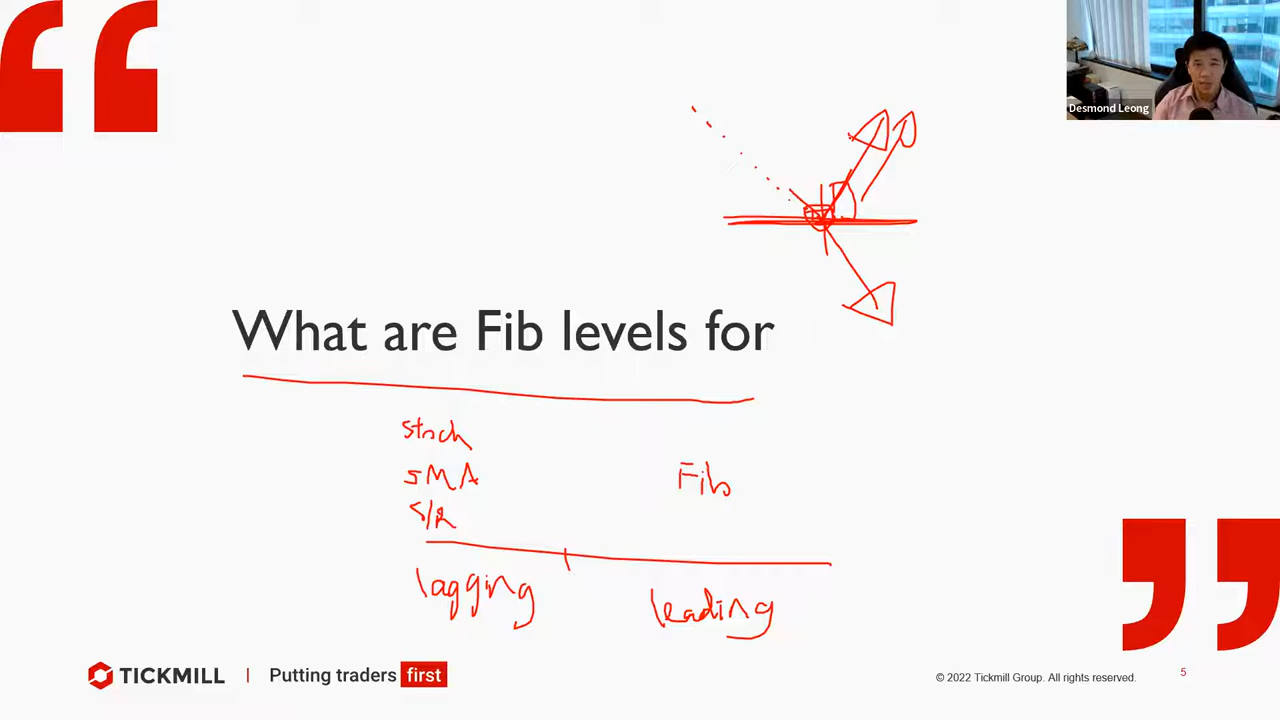 Desmond Leong
What are Fib levels for
stoch
SMA
Fib
S/R
lagging
leading
TICKMILL | Putting traders first
© 2022 Tickmill Group. All rights reserved.
5